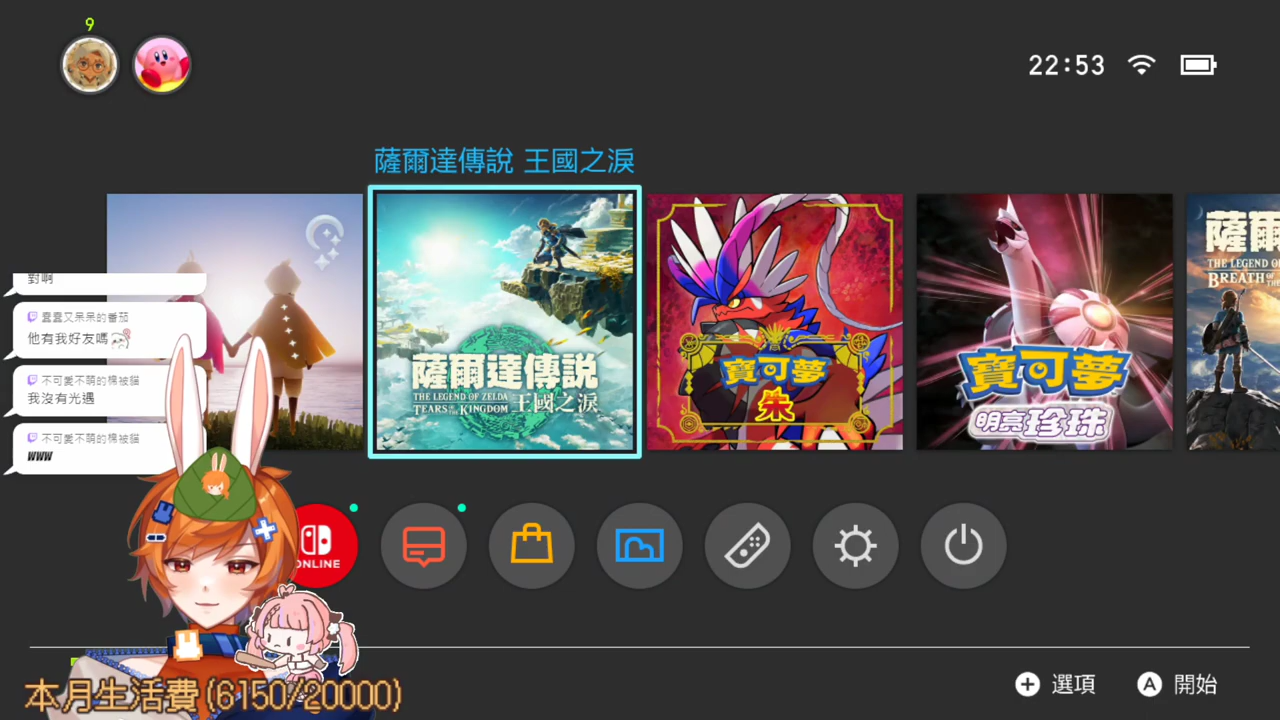 9
22:53
薩爾達傳說 王國之淚
薩爾達傳說
THE LEGEND OF ZELDA
TEARS OF THE KINGDOM 王國之淚
寶可夢
朱
寶可夢
明亮珍珠
薩爾
THE LEGEND OF
BREATH OF THE
對啊
蠢蠢又呆呆的番茄
他有我好友嗎
不可愛不萌的棉被貓
我沒有光遇
不可愛不萌的棉被貓
www
ONLINE
本月生活費(6150/20000)
選項
A 開始